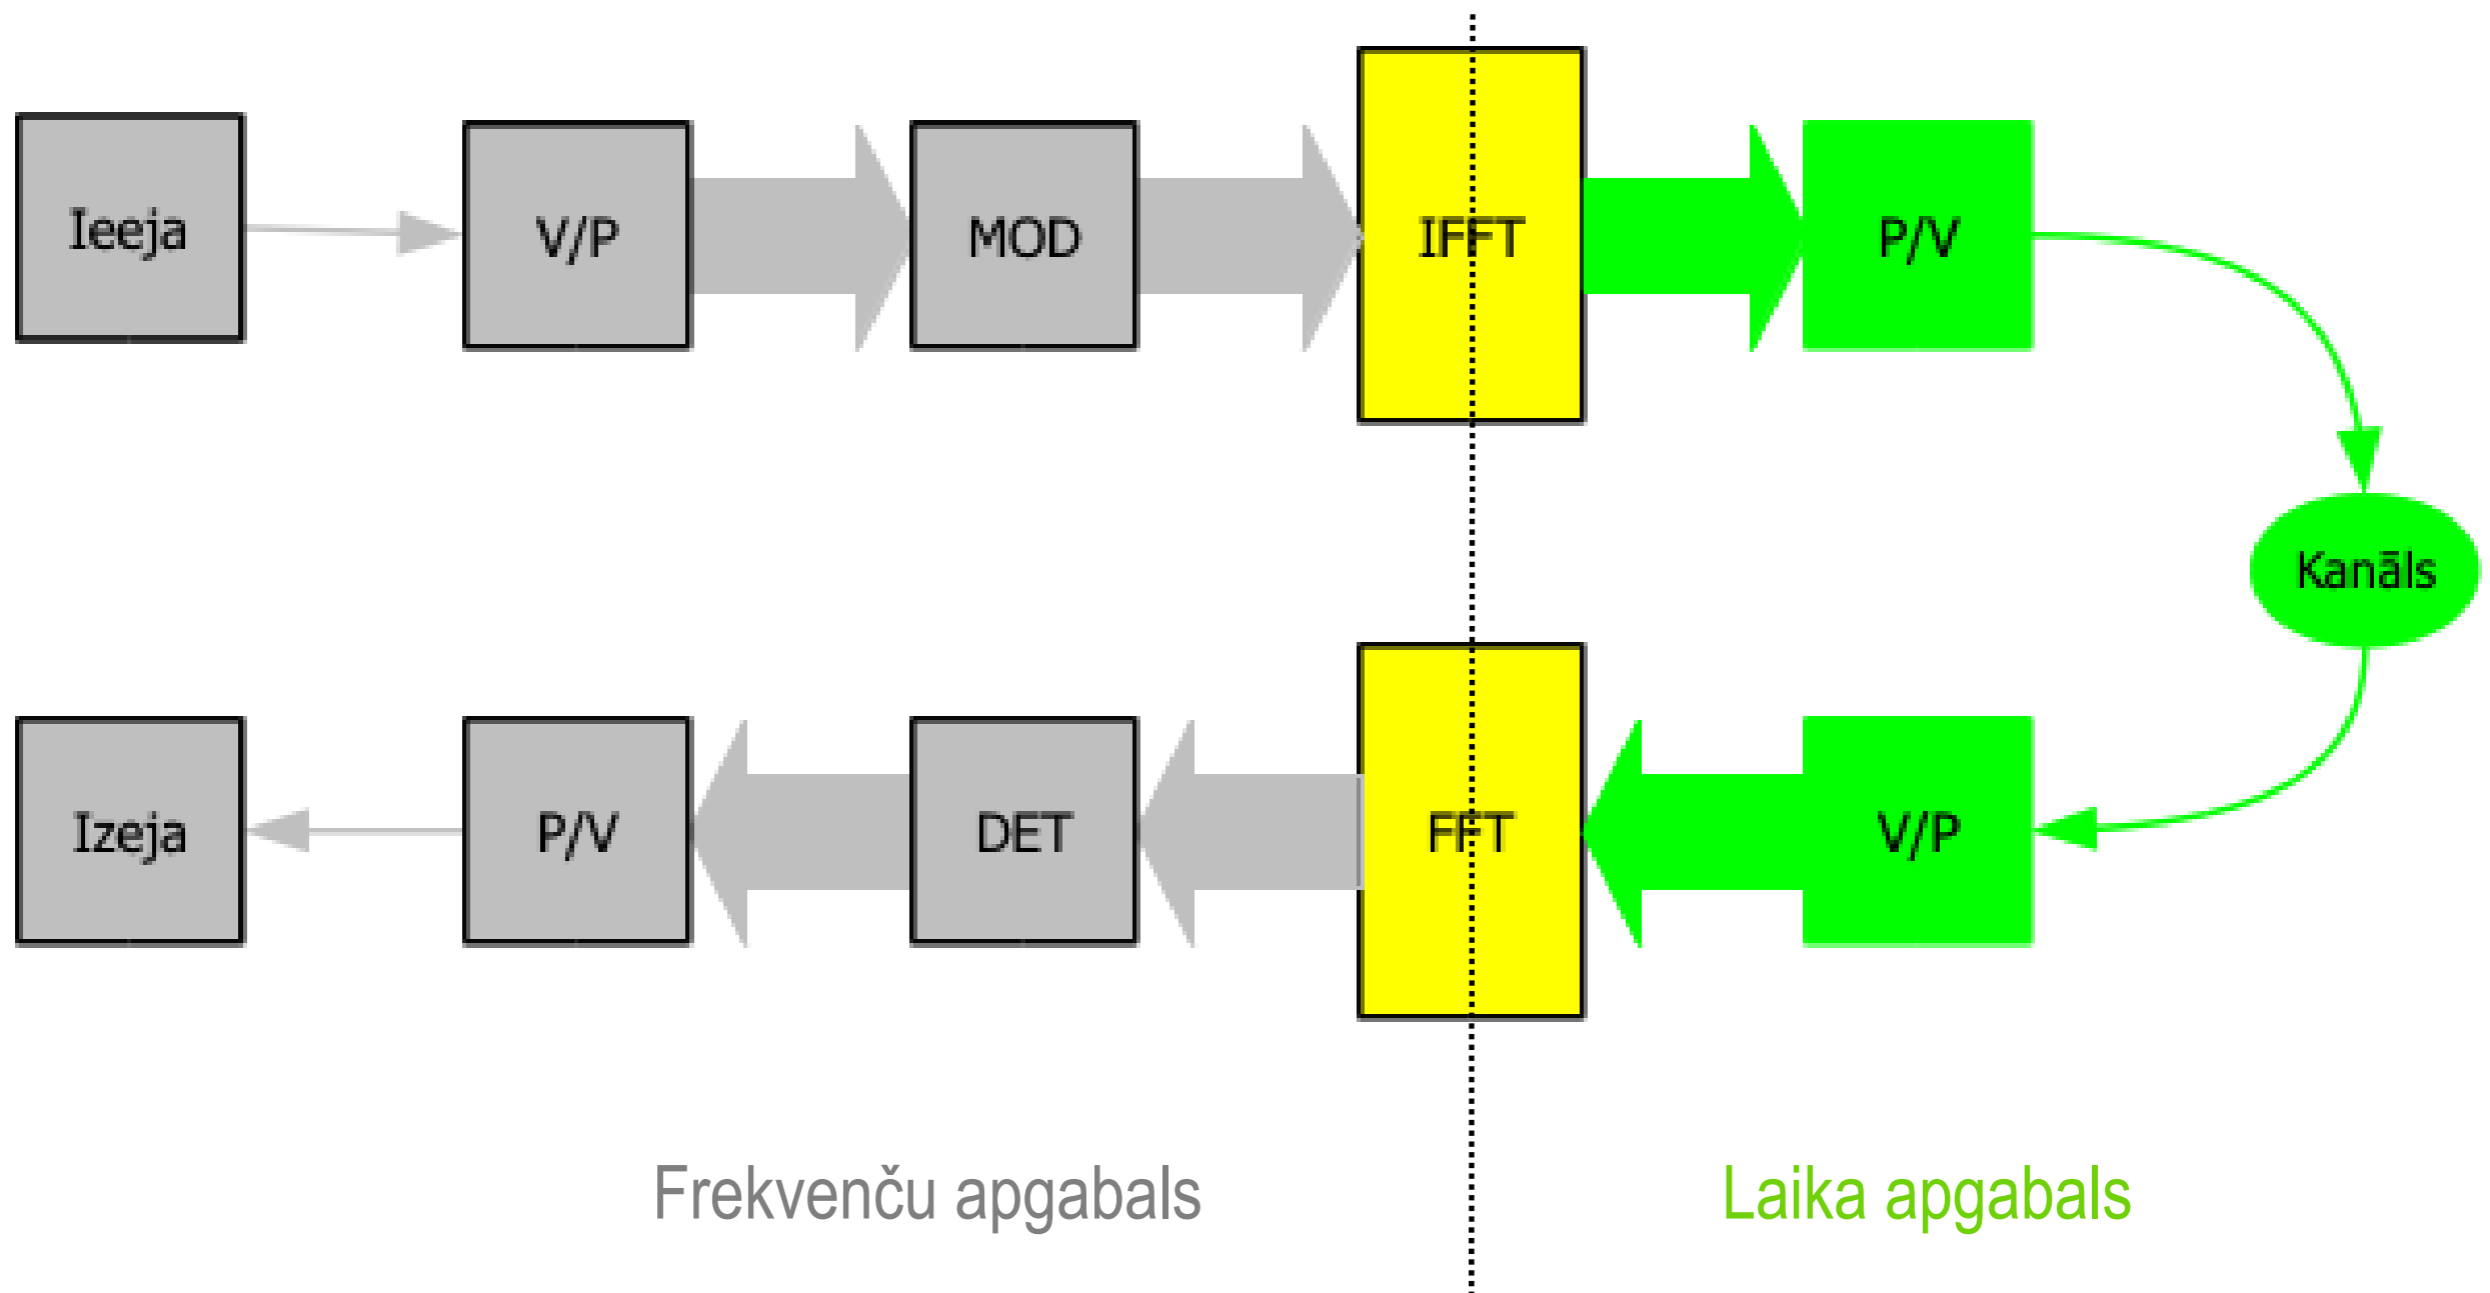 Ieeja
V/P
MOD
IFFT
P/V
Kanāls
Izeja
P/V
DET
FFT
V/P
Frekvenču apgabals
Laika apgabals